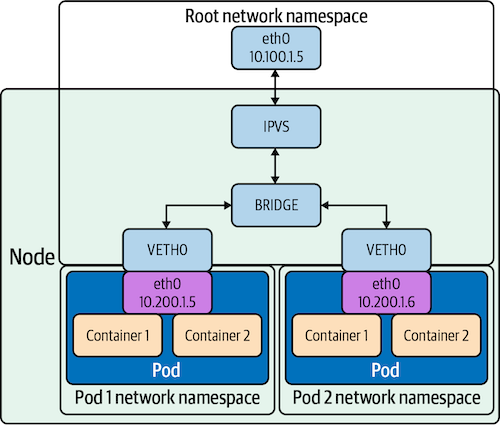 Root network namespace
eth0
10.100.1.5
IPVS
BRIDGE
Node
VETH0
VETH0
eth0
10.200.1.5
eth0
10.200.1.6
Container 1
Container 2
Container 1
Container 2
Pod
Pod
Pod 1 network namespace
Pod 2 network namespace